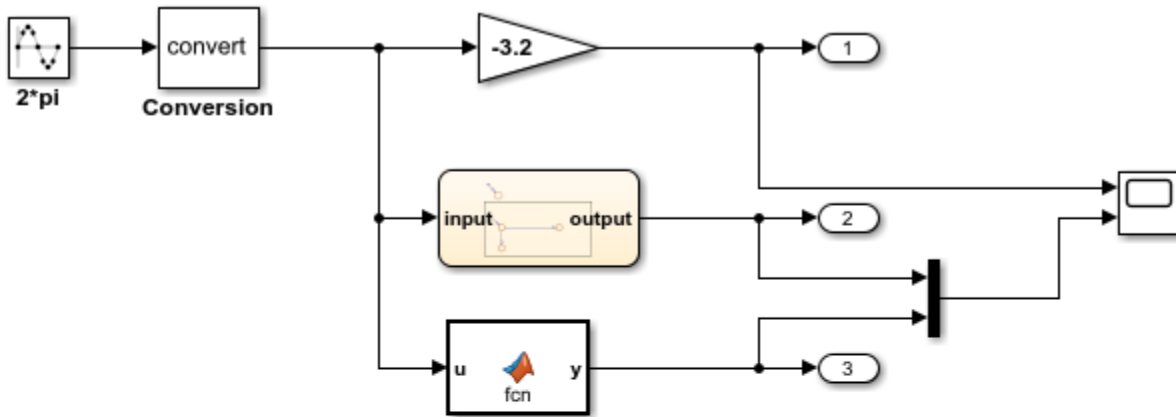 convert
2*pi
Conversion
-3.2
1
input
output
2
u
y
fcn
3